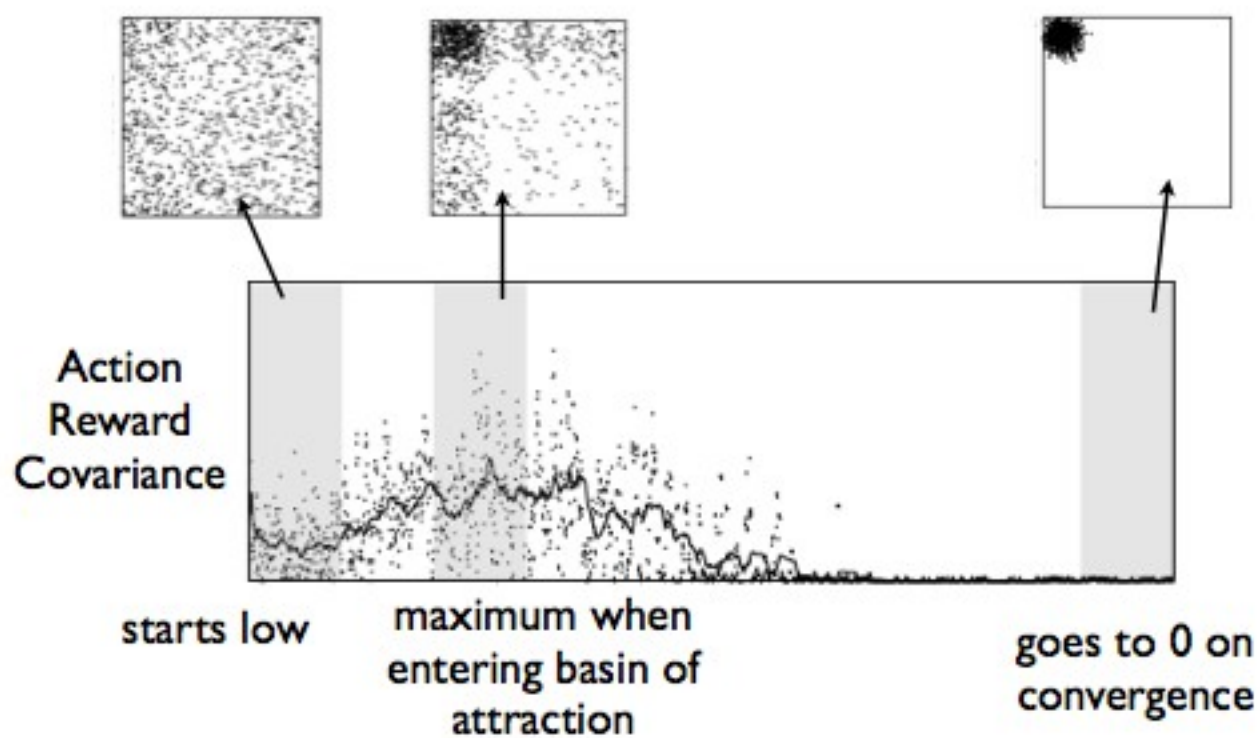 Action
Reward
Covariance
starts low
maximum when
entering basin of
attraction
goes to 0 on
convergence